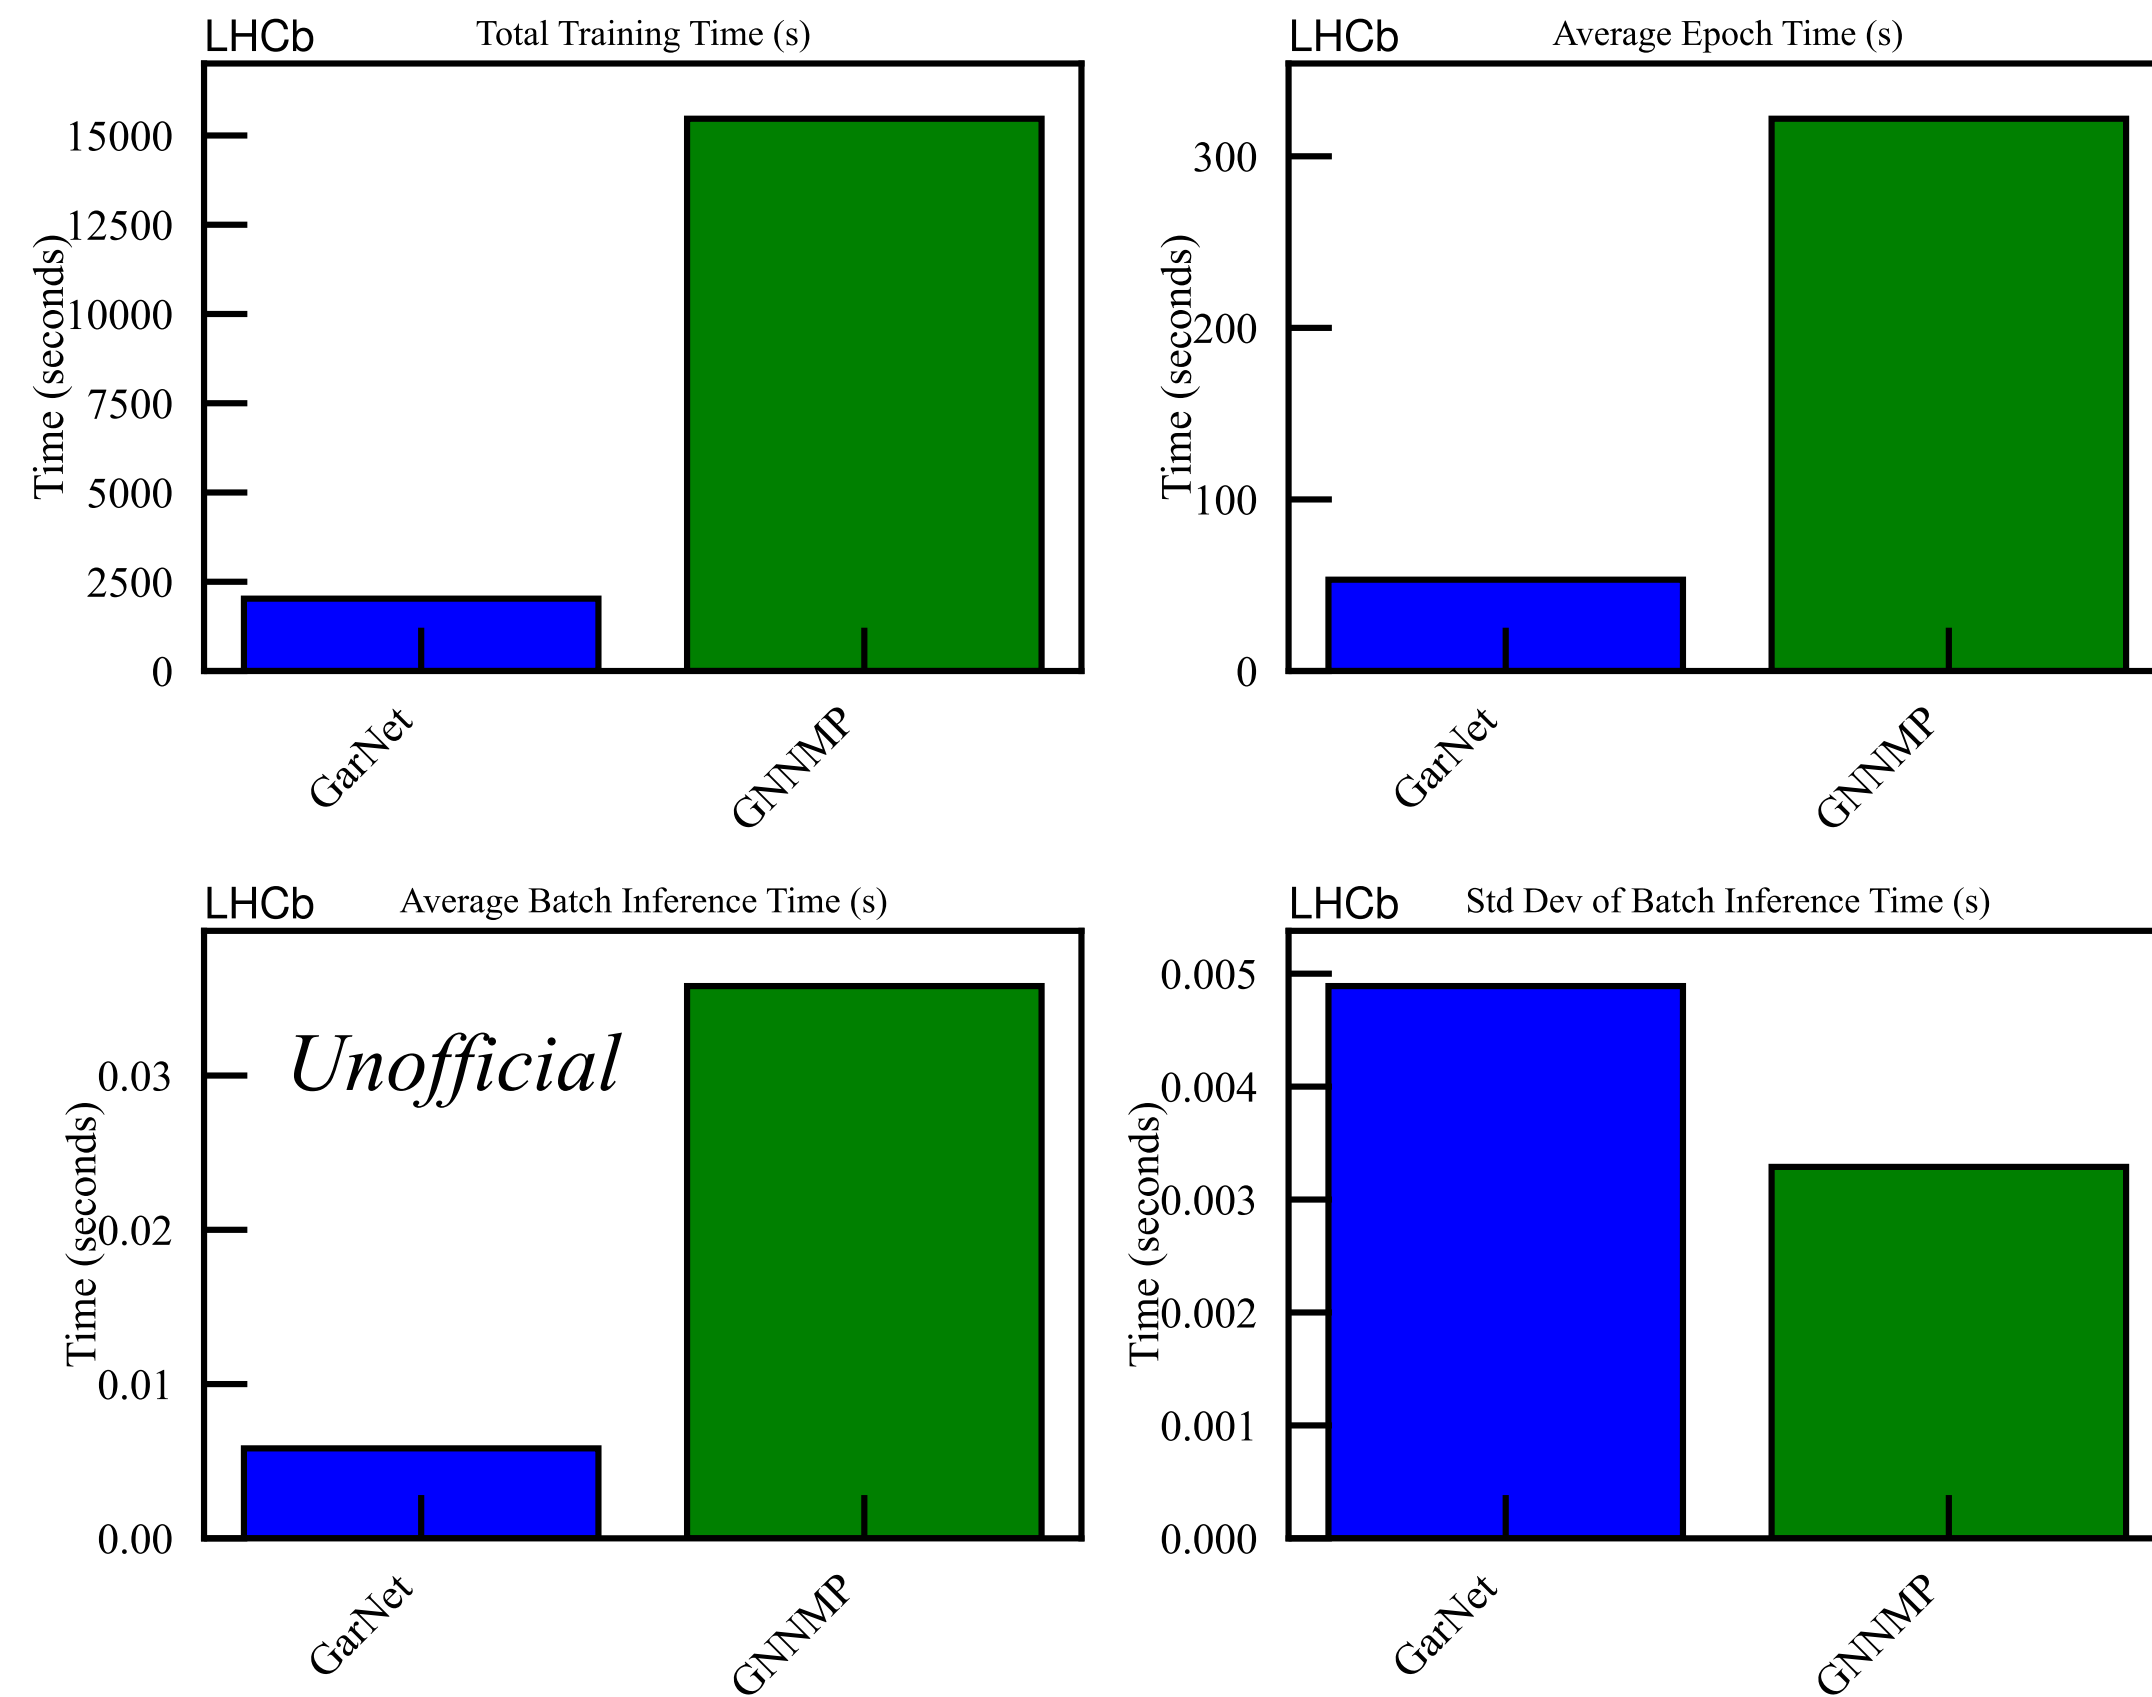 LHCb Total Training Time (s)
Time (seconds)
15000
12500
10000
7500
5000
2500
0
GarNet
GNNMP
LHCb Average Epoch Time (s)
Time (seconds)
300
200
100
0
GarNet
GNNMP
LHCb Average Batch Inference Time (s)
Unofficial
Time (seconds)
0.03
0.02
0.01
0.00
GarNet
GNNMP
LHCb Std Dev of Batch Inference Time (s)
Time (seconds)
0.005
0.004
0.003
0.002
0.001
0.000
GarNet
GNNMP